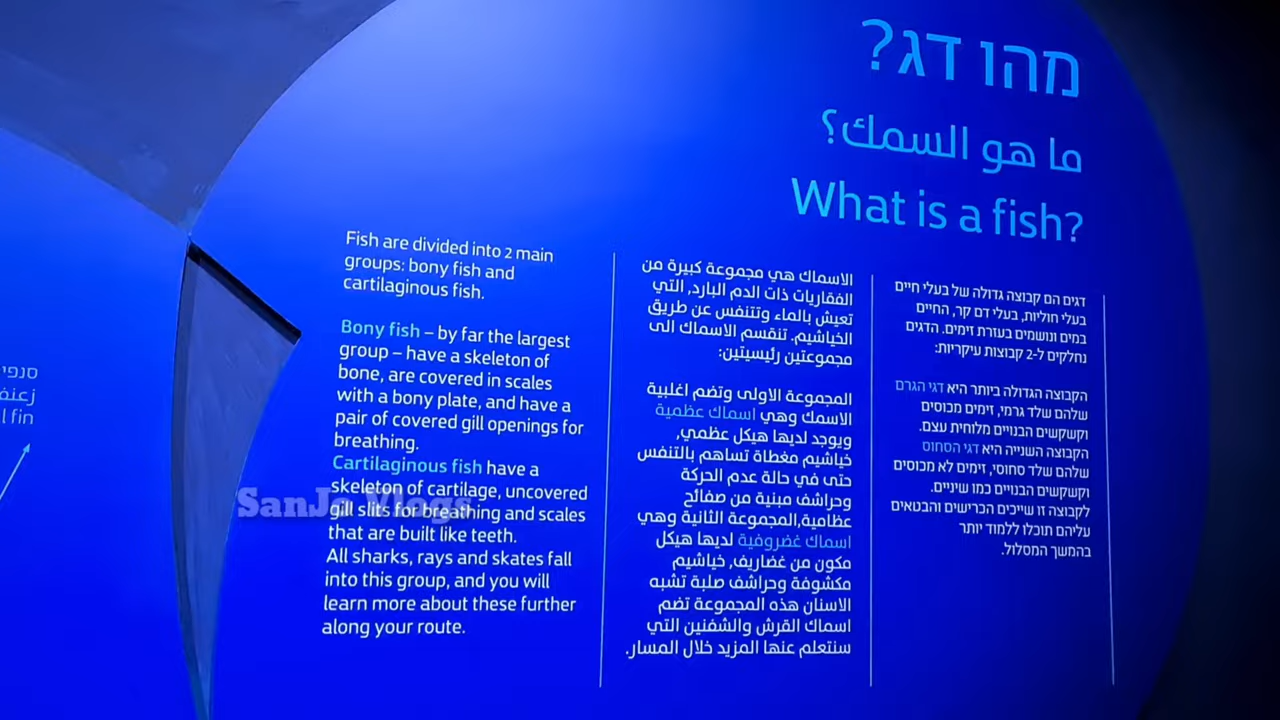 מהו דג?
ما هو السمك؟
What is a fish?
Fish are divided into 2 main
groups: bony fish and
cartilaginous fish.
Bony fish – by far the largest
group – have a skeleton of
bone, are covered in scales
with a bony plate, and have a
pair of covered gill openings for
breathing.
Cartilaginous fish have a
skeleton of cartilage, uncovered
gill slits for breathing and scales
that are built like teeth.
All sharks, rays and skates fall
into this group, and you will
learn more about these further
along your route.
الاسماك هي مجموعة كبيرة من
الفقاريات ذات الدم البارد, التي
تعيش بالماء وتتنفس عن طريق
الخياشيم. تنقسم الاسماك الى
مجموعتين رئيسيتين:
المجموعة الاولى وتضم اغلبية
الاسمك وهي اسماك عظمية
ويوجد لديها هيكل عظمي,
خياشيم مغطاة تساهم بالتنفس
حتى في حالة عدم الحركة
وحراشف مبنية من صفائح
عظامية,المجموعة الثانية وهي
اسماك غضروفية لديها هيكل
مكون من غضاريف, خياشيم
مكشوفة وحراشف صلبة تشبه
الاسنان هذه المجموعة تضم
اسماك القرش والشفنين التي
سنتعلم عنها المزيد خلال المسار.
דגים הם קבוצה גדולה של בעלי חיים
בעלי חוליות, בעלי דם קר, החיים
במים ונושמים בעזרת זימים. הדגים
נחלקים ל-2 קבוצות עיקריות:
הקבוצה הגדולה ביותר היא דגי הגרם
שלהם שלד גרמי, זימים מכוסים
וקשקשים הבנויים מלוחית עצם.
הקבוצה השנייה היא דגי הסחוס
שלהם שלד סחוסי, זימים לא מכוסים
וקשקשים הבנויים כמו שיניים.
לקבוצה זו שייכים הכרישים והבטאים
עליהם תוכלו ללמוד יותר
בהמשך המסלול.
סנפי
زعنف
l fin
SanJo Vlogs